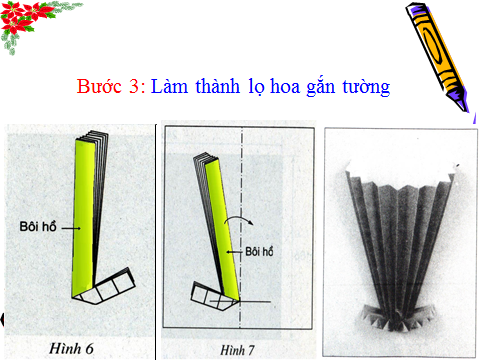 Bước 3: Làm thành lọ hoa gắn tường
Bôi hồ
Bôi hồ
Hình 6
Hình 7